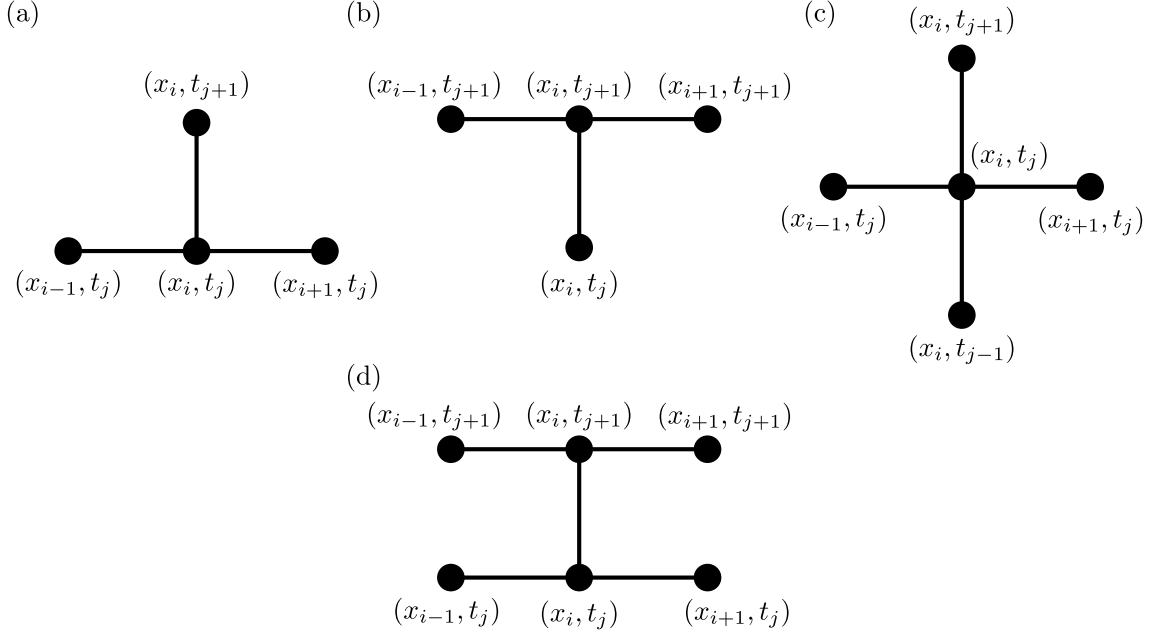 (a)
(b)
(c)
(x_i, t_{j+1})
(x_{i-1}, t_j) (x_i, t_j) (x_{i+1}, t_j)
(x_{i-1}, t_{j+1}) (x_i, t_{j+1}) (x_{i+1}, t_{j+1})
(x_i, t_j)
(x_i, t_{j+1})
(x_i, t_j)
(x_{i-1}, t_j) (x_{i+1}, t_j)
(x_i, t_{j-1})
(d)
(x_{i-1}, t_{j+1}) (x_i, t_{j+1}) (x_{i+1}, t_{j+1})
(x_{i-1}, t_j) (x_i, t_j) (x_{i+1}, t_j)